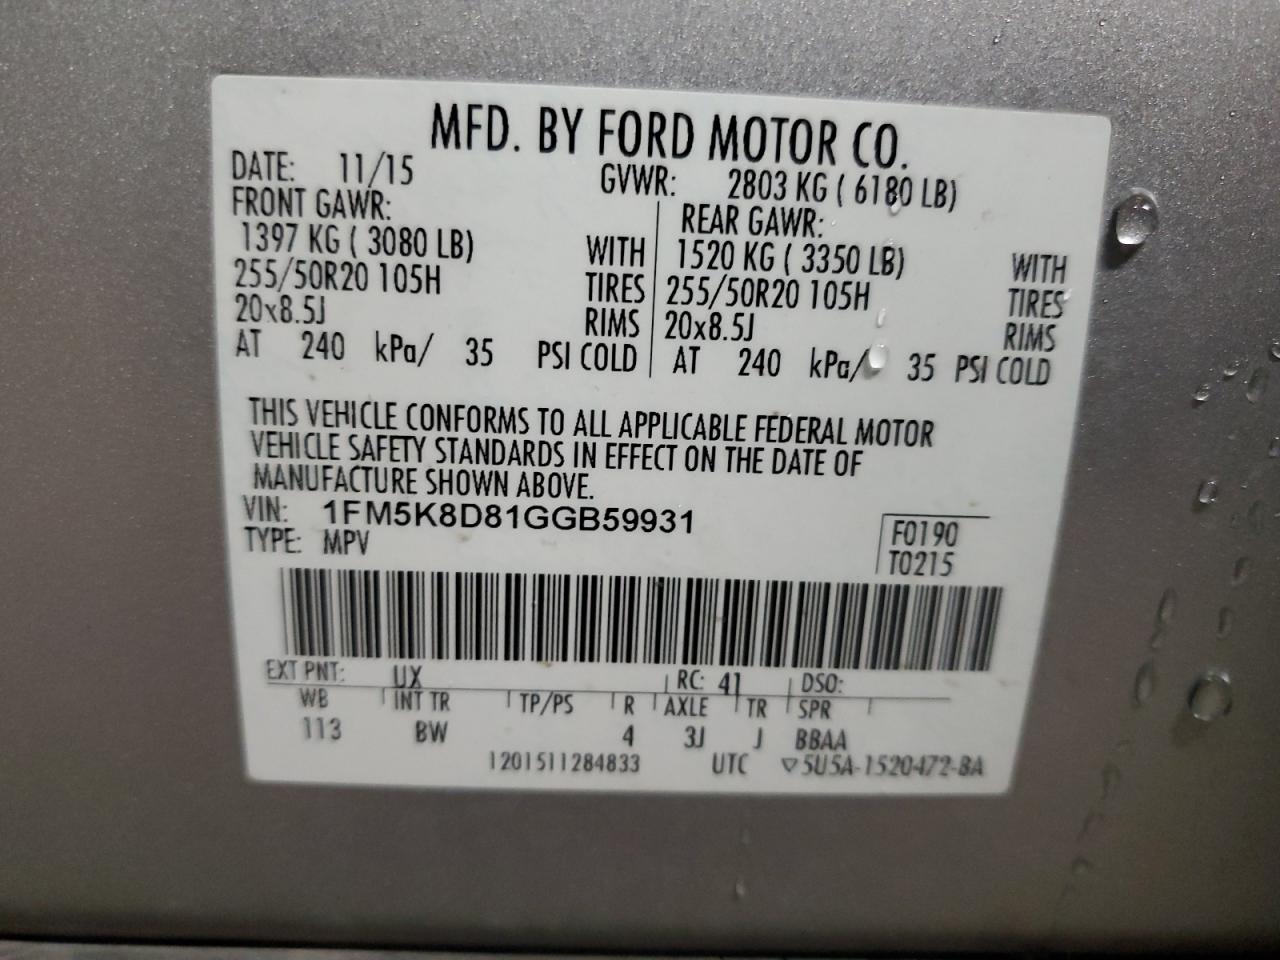 MFD. BY FORD MOTOR CO.
DATE: 11/15 GVWR: 2803 KG ( 6180 LB)
FRONT GAWR: REAR GAWR:
1397 KG ( 3080 LB) WITH 1520 KG ( 3350 LB) WITH
255/50R20 105H TIRES 255/50R20 105H TIRES
20x8.5J RIMS 20x8.5J RIMS
AT 240 kPa/ 35 PSI COLD AT 240 kPa/ 35 PSI COLD
THIS VEHICLE CONFORMS TO ALL APPLICABLE FEDERAL MOTOR
VEHICLE SAFETY STANDARDS IN EFFECT ON THE DATE OF
MANUFACTURE SHOWN ABOVE.
VIN: 1FM5K8D81GGB59931
TYPE: MPV
F0190
T0215
EXT PNT: UX RC: 41 DSO:
WB INT TR TP/PS R AXLE TR SPR
113 BW 4 3J J BBAA
1201511284833 UTC ▽5U5A-1520472-BA